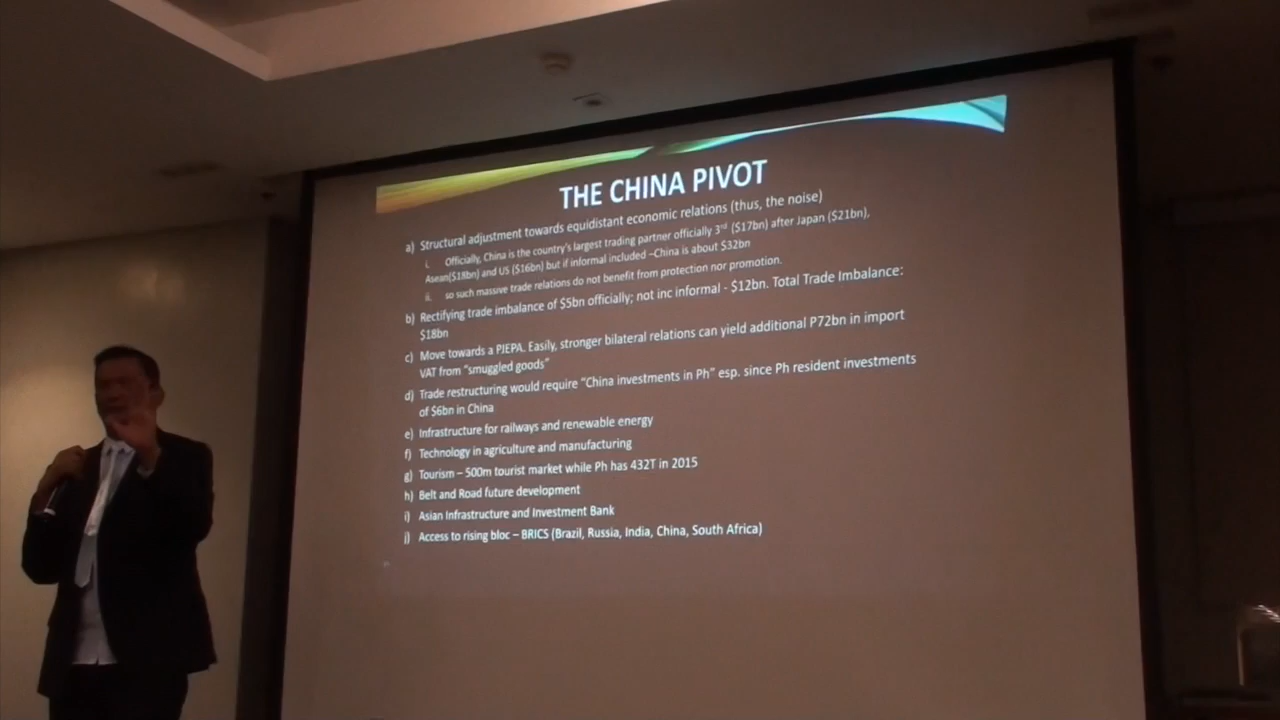 THE CHINA PIVOT
a) Structural adjustment towards equidistant economic relations (thus, the noise)
i. Officially, China is the country's largest trading partner officially 3rd ($17bn) after Japan ($21bn),
Asean($18bn) and US ($16bn) but if informal included –China is about $32bn
ii. so such massive trade relations do not benefit from protection nor promotion.
b) Rectifying trade imbalance of $5bn officially; not inc informal - $12bn. Total Trade Imbalance:
$18bn
c) Move towards a PJEPA. Easily, stronger bilateral relations can yield additional P72bn in import
VAT from "smuggled goods"
d) Trade restructuring would require "China investments in Ph" esp. since Ph resident investments
of $6bn in China
e) Infrastructure for railways and renewable energy
f) Technology in agriculture and manufacturing
g) Tourism – 500m tourist market while Ph has 432T in 2015
h) Belt and Road future development
i) Asian Infrastructure and Investment Bank
j) Access to rising bloc – BRICS (Brazil, Russia, India, China, South Africa)